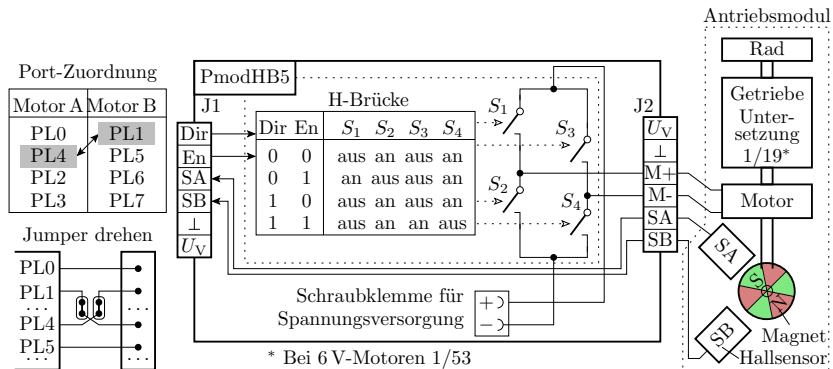 Antriebsmodul
Port-Zuordnung
Motor A Motor B
PL0 PL1
PL4 PL5
PL2 PL6
PL3 PL7
Jumper drehen
PL0
PL1
PL4
PL5
...
...
...
PmodHB5
J1
Dir
En
SA
SB
⊥
U_V
H-Brücke
Dir En S1 S2 S3 S4
0 0 aus an aus an
0 1 an aus aus an
1 0 aus an aus an
1 1 aus an an aus
S1
S2
S3
S4
Schraubklemme für
Spannungsversorgung
+
−
J2
U_V
⊥
M+
M-
SA
SB
Rad
Getriebe
Unter-
setzung
1/19*
Motor
SA
S
N
SB
Magnet
Hallsensor
* Bei 6 V-Motoren 1/53